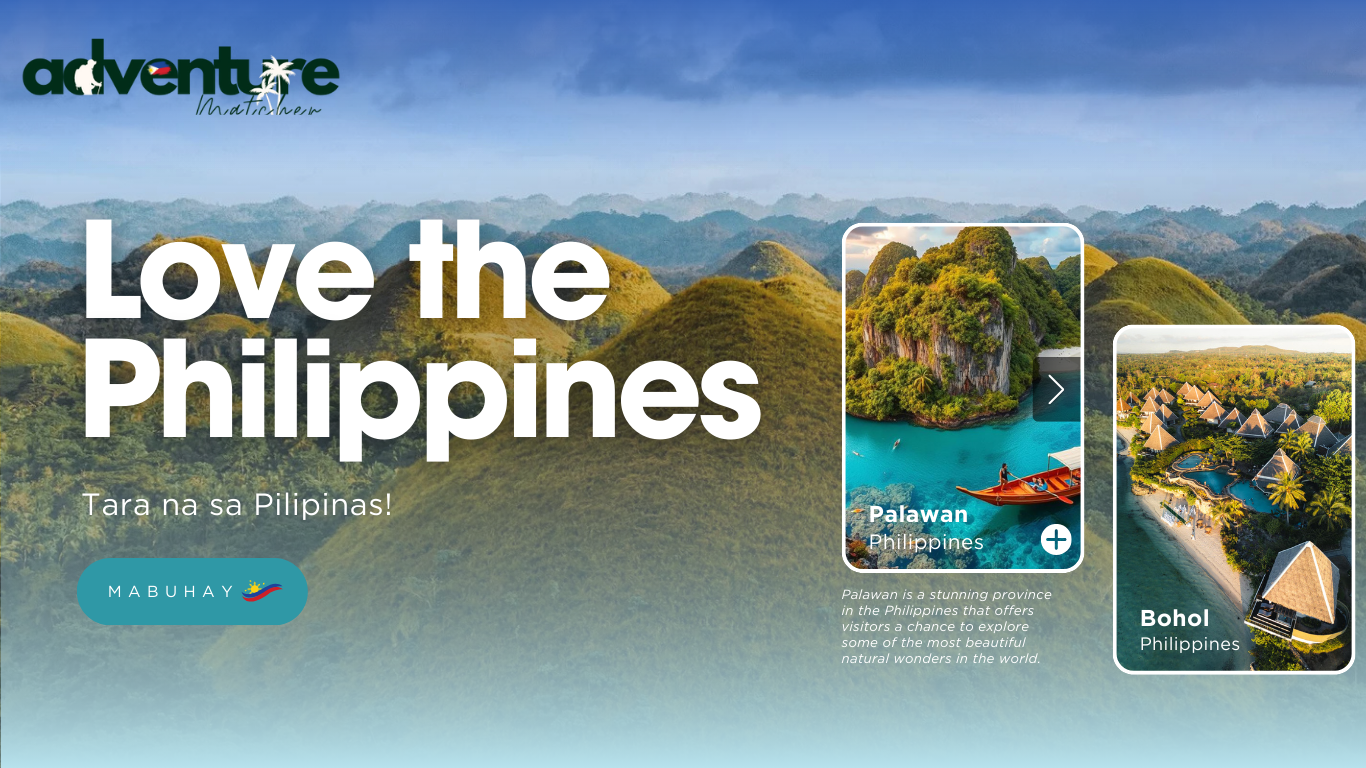 adventure
Love the
Philippines
Tara na sa Pilipinas!
MABUHAY
Palawan
Philippines
Palawan is a stunning province
in the Philippines that offers
visitors a chance to explore
some of the most beautiful
natural wonders in the world.
Bohol
Philippines